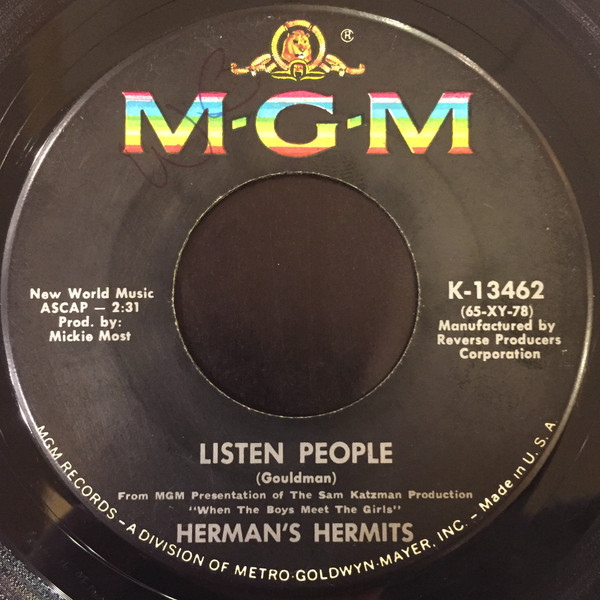 ®
M·G·M
New World Music
ASCAP — 2:31
Prod. by:
Mickie Most
K-13462
(65-XY-78)
Manufactured by
Reverse Producers
Corporation
LISTEN PEOPLE
(Gouldman)
From MGM Presentation of The Sam Katzman Production
"When The Boys Meet The Girls"
HERMAN'S HERMITS
MGM RECORDS – A DIVISION OF METRO-GOLDWYN-MAYER, INC. – Made in U.S.A